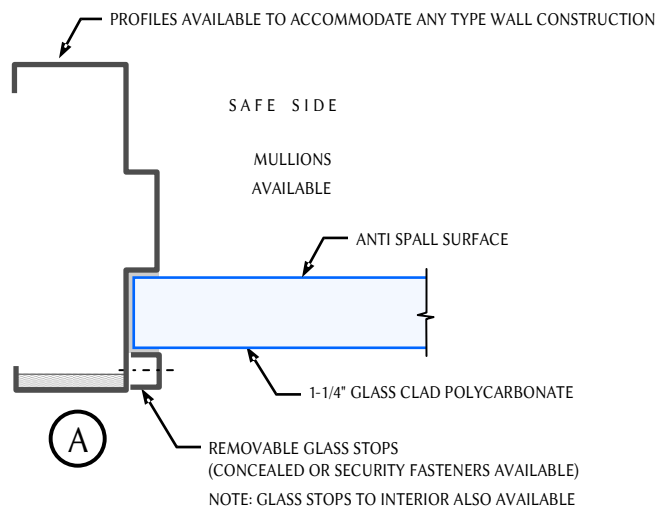 PROFILES AVAILABLE TO ACCOMMODATE ANY TYPE WALL CONSTRUCTION
SAFE SIDE
MULLIONS
AVAILABLE
ANTI SPALL SURFACE
1-1/4" GLASS CLAD POLYCARBONATE
A
REMOVABLE GLASS STOPS
(CONCEALED OR SECURITY FASTENERS AVAILABLE)
NOTE: GLASS STOPS TO INTERIOR ALSO AVAILABLE